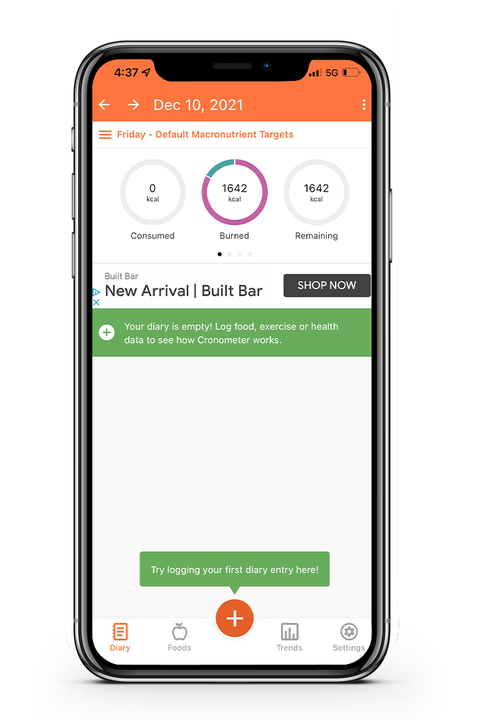 4:37 5G
Dec 10, 2021
Friday - Default Macronutrient Targets
0 1642 1642
kcal kcal kcal
Consumed Burned Remaining
Built Bar
New Arrival | Built Bar SHOP NOW
Your diary is empty! Log food, exercise or health
data to see how Cronometer works.
Try logging your first diary entry here!
Diary Foods Trends Settings